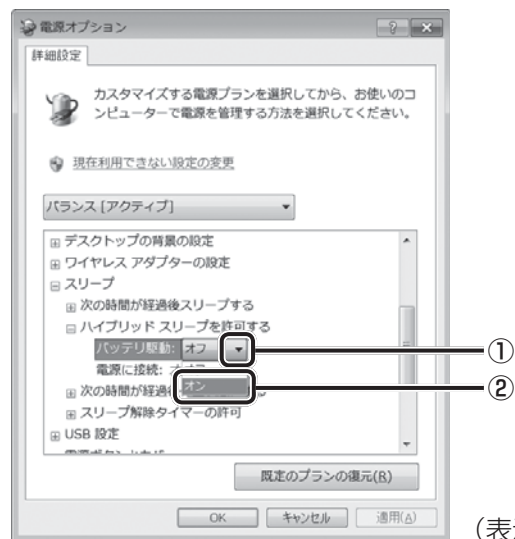 電源オプション
詳細設定
カスタマイズする電源プランを選択してから、お使いのコ
ンピューターで電源を管理する方法を選択してください。
現在利用できない設定の変更
バランス [アクティブ]
デスクトップの背景の設定
ワイヤレス アダプターの設定
スリープ
次の時間が経過後スリープする
ハイブリッド スリープを許可する
バッテリ駆動: オフ
①
電源に接続:
オン
②
次の時間が経過
スリープ解除タイマーの許可
USB 設定
既定のプランの復元(R)
OK キャンセル 適用(A)
(表